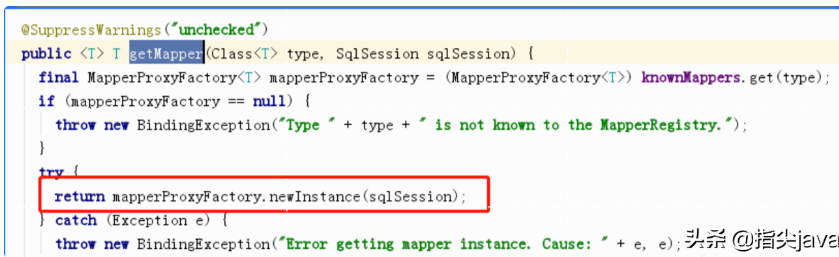 @SuppressWarnings("unchecked")
public <T> T getMapper(Class<T> type, SqlSession sqlSession) {
final MapperProxyFactory<T> mapperProxyFactory = (MapperProxyFactory<T>) knownMappers.get(type);
if (mapperProxyFactory == null) {
throw new BindingException("Type " + type + " is not known to the MapperRegistry.");
}
try {
return mapperProxyFactory.newInstance(sqlSession);
} catch (Exception e) {
throw new BindingException("Error getting mapper instance. Cause: " + e, e);
头条 @指尖java